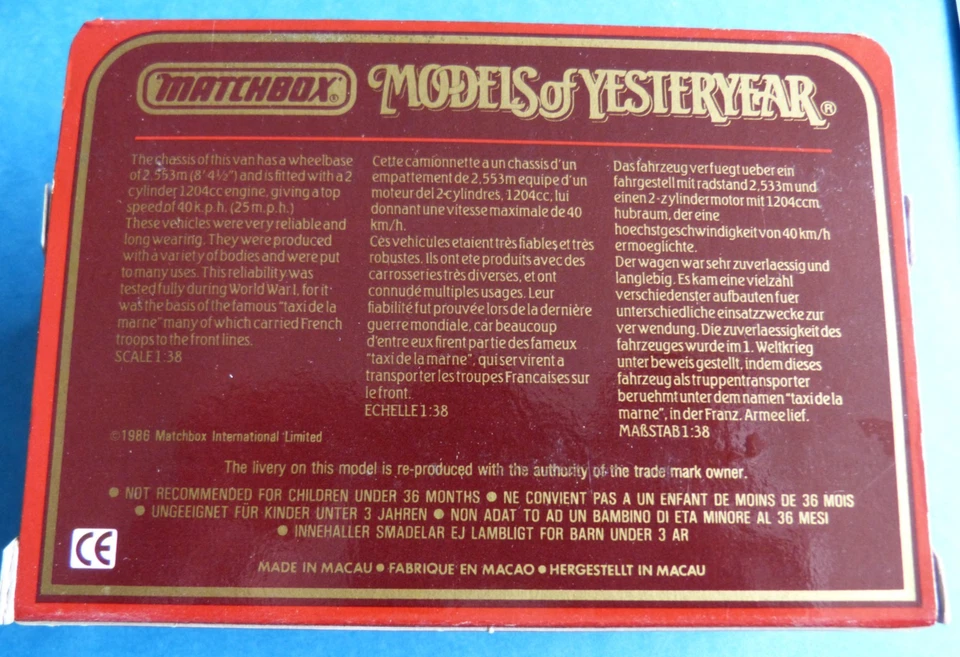 MATCHBOX® MODELS of YESTERYEAR®
The chassis of this van has a wheelbase
of 2.553m (8' 4½") and is fitted with a 2
cylinder 1204cc engine, giving a top
speed of 40 k.p.h. (25 m.p.h.)
These vehicles were very reliable and
long wearing. They were produced
with a variety of bodies and were put
to many uses. This reliability was
tested fully during World War I, for it
was the basis of the famous "taxi de la
marne" many of which carried French
troops to the front lines.
SCALE 1:38
Cette camionnette a un chassis d'un
empattement de 2,553m equipe d'un
moteur del 2-cylindres, 1204cc, lui
donnant une vitesse maximale de 40
km/h.
Ces vehicules etaient très fiables et très
robustes. Ils ont ete produits avec des
carrosseries très diverses, et ont
connudé multiples usages. Leur
fiabilité fut prouvée lors de la dernière
guerre mondiale, car beaucoup
d'entre eux firent partie des fameux
"taxi de la marne", qui servirent a
transporter les troupes Francaises sur
le front.
ECHELLE 1:38
Das fahrzeug verfuegt ueber ein
fahrgestell mit radstand 2,533m und
einen 2-zylindermotor mit 1204ccm
hubraum, der eine
hoechstgeschwindigkeit von 40 km/h
ermoeglichte.
Der wagen war sehr zuverlaessig und
langlebig. Es kam eine vielzahl
verschiedenster aufbauten fuer
unterschiedliche einsatzzwecke zur
verwendung. Die zuverlaessigkeit des
fahrzeuges wurde im 1. Weltkrieg
unter beweis gestellt, indem dieses
fahrzeug als truppentransporter
beruehmt unter dem namen "taxi de la
marne", in der Franz. Armee lief.
MAßSTAB 1:38
©1986 Matchbox International Limited
The livery on this model is re-produced with the authority of the trade mark owner.
● NOT RECOMMENDED FOR CHILDREN UNDER 36 MONTHS ● NE CONVIENT PAS A UN ENFANT DE MOINS DE 36 MOIS
● UNGEEIGNET FÜR KINDER UNTER 3 JAHREN ● NON ADAT TO AD UN BAMBINO DI ETA MINORE AL 36 MESI
● INNEHALLER SMADELAR EJ LAMBLIGT FOR BARN UNDER 3 AR
CE
MADE IN MACAU ● FABRIQUE EN MACAO ● HERGESTELLT IN MACAU